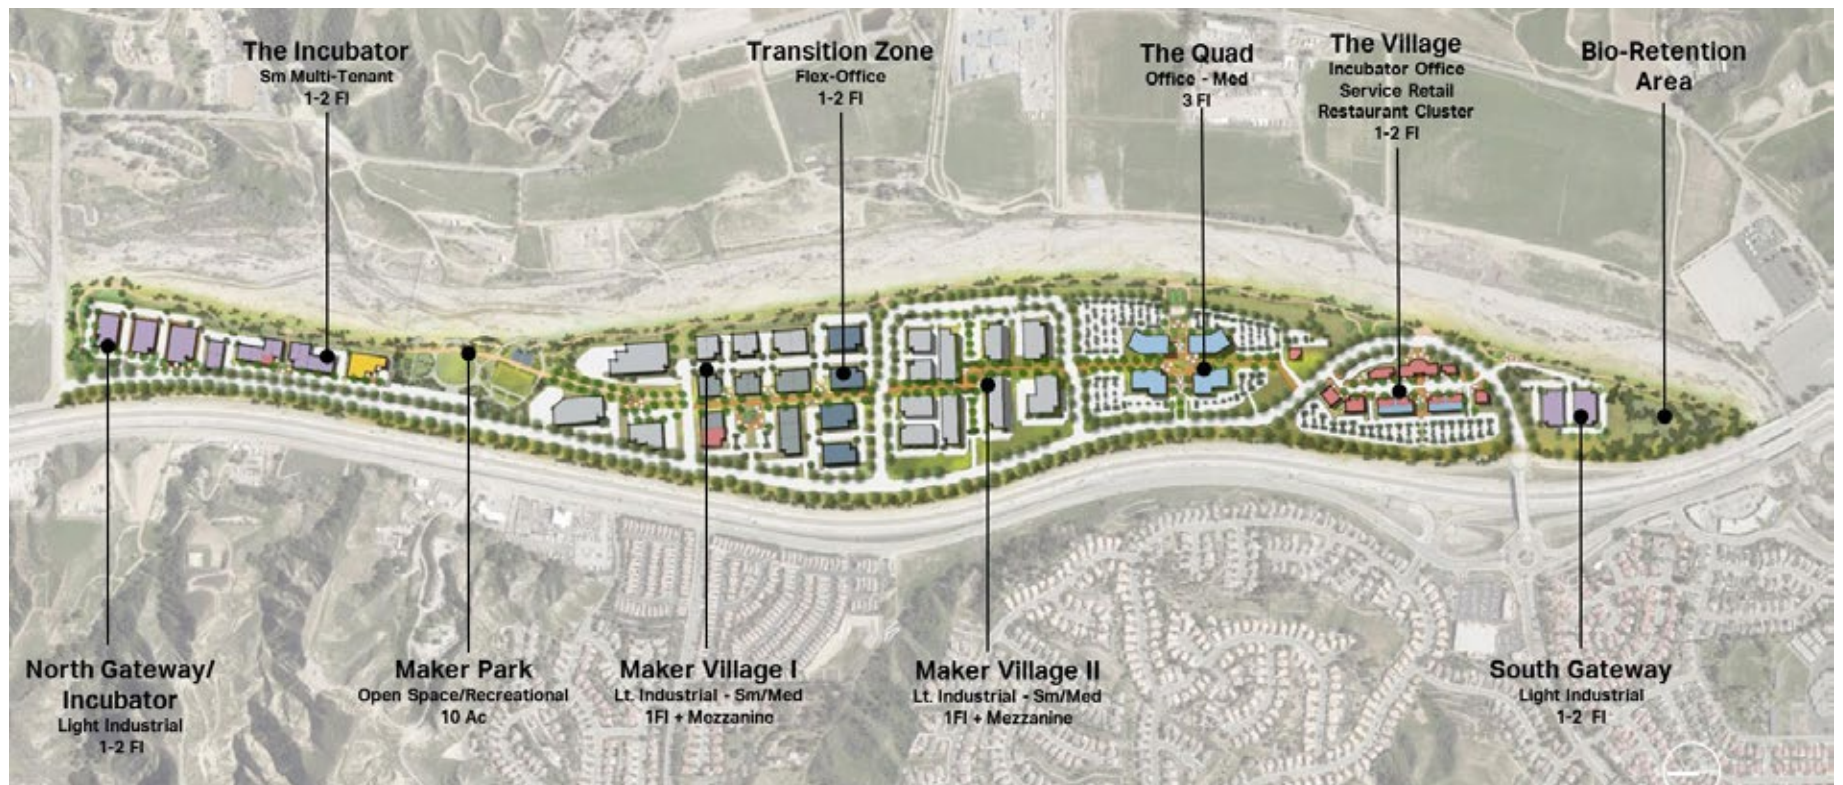 The Incubator
Sm Multi-Tenant
1-2 Fl
Transition Zone
Flex-Office
1-2 Fl
The Quad
Office - Med
3 Fl
The Village
Incubator Office
Service Retail
Restaurant Cluster
1-2 Fl
Bio-Retention
Area
North Gateway/
Incubator
Light Industrial
1-2 Fl
Maker Park
Open Space/Recreational
10 Ac
Maker Village I
Lt. Industrial - Sm/Med
1Fl + Mezzanine
Maker Village II
Lt. Industrial - Sm/Med
1Fl + Mezzanine
South Gateway
Light Industrial
1-2 Fl